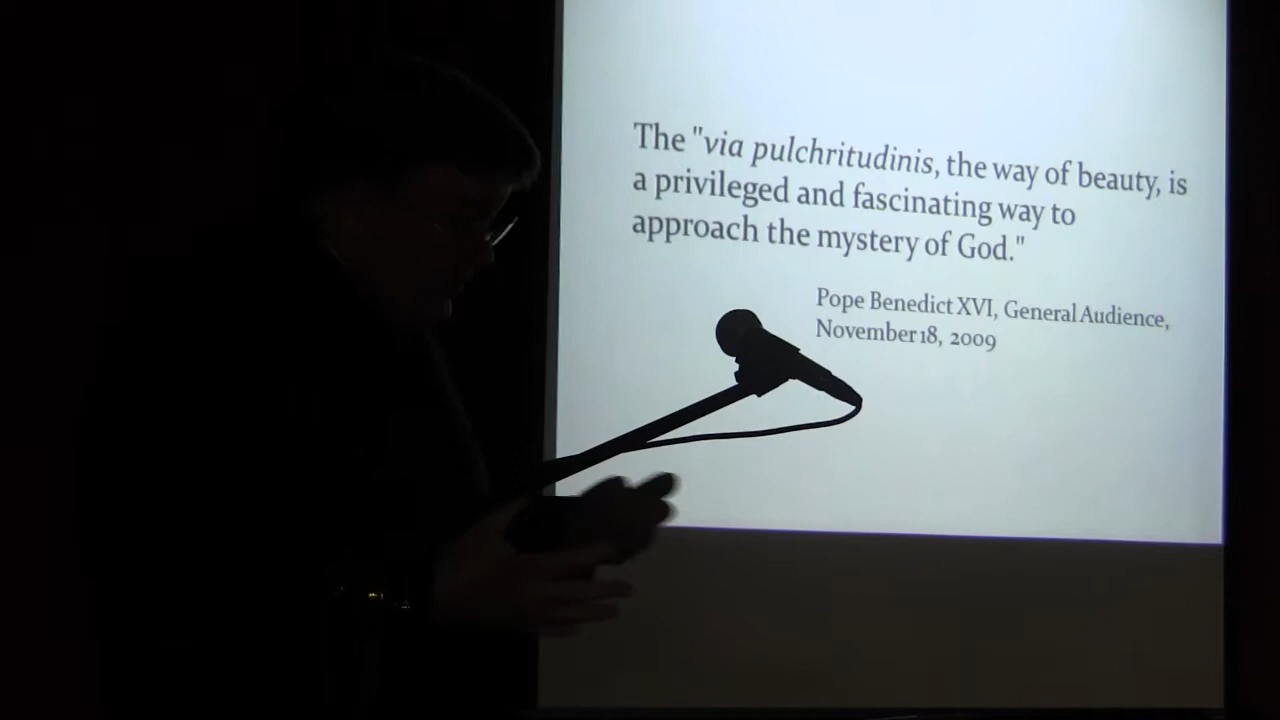 The "via pulchritudinis, the way of beauty, is
a privileged and fascinating way to
approach the mystery of God."
Pope Benedict XVI, General Audience,
November 18, 2009